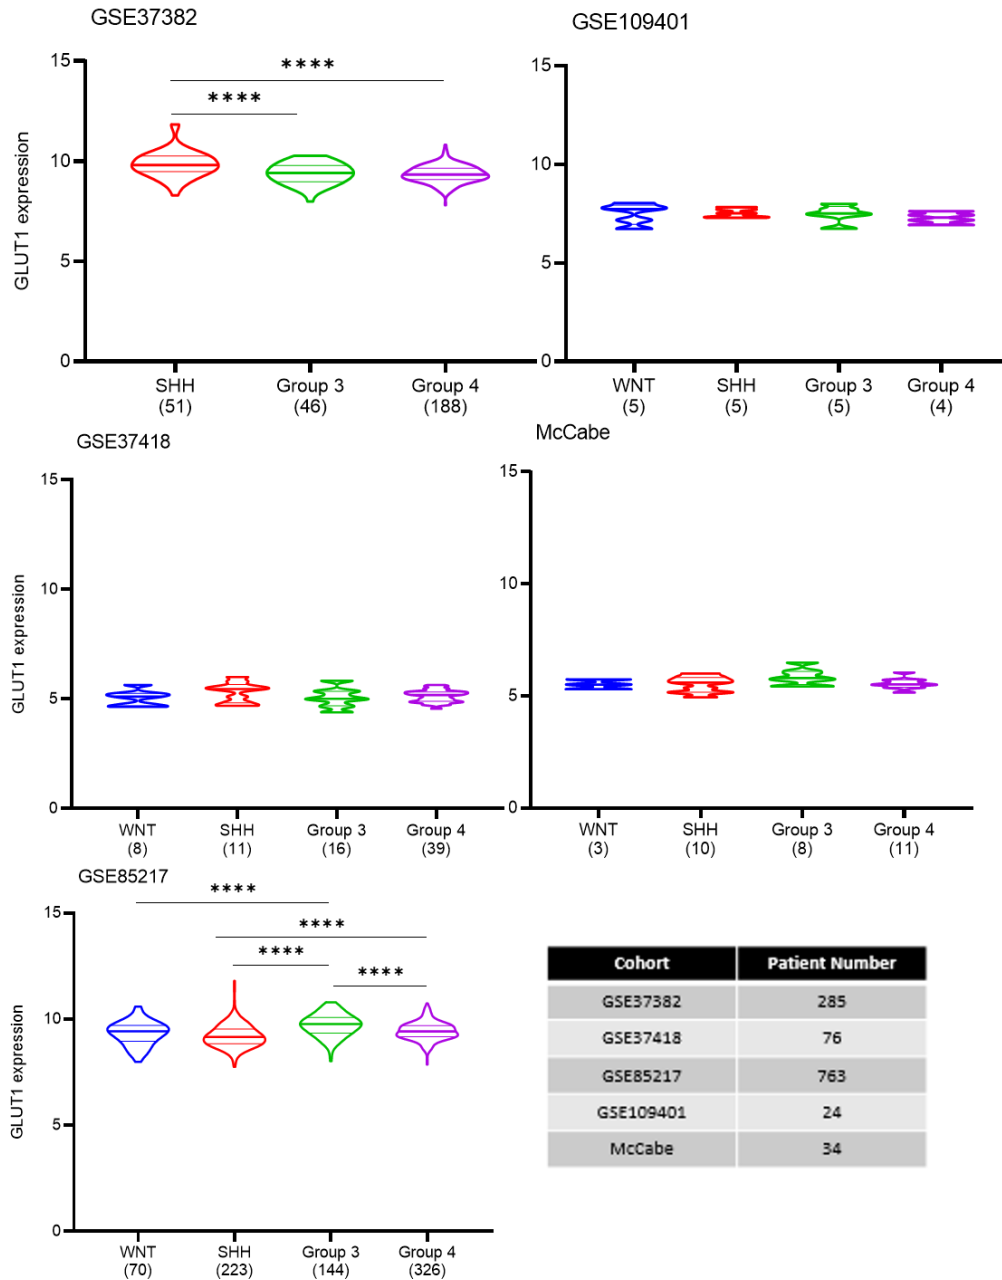 GSE37382
15
10
5
0
GLUT1 expression
****
****
SHH
(51)
Group 3
(46)
Group 4
(188)
GSE109401
15
10
5
0
WNT
(5)
SHH
(5)
Group 3
(5)
Group 4
(4)
GSE37418
15
10
5
0
GLUT1 expression
WNT
(8)
SHH
(11)
Group 3
(16)
Group 4
(39)
McCabe
15
10
5
0
WNT
(3)
SHH
(10)
Group 3
(8)
Group 4
(11)
GSE85217
15
10
5
0
GLUT1 expression
****
****
****
****
WNT
(70)
SHH
(223)
Group 3
(144)
Group 4
(326)
Cohort Patient Number
GSE37382 285
GSE37418 76
GSE85217 763
GSE109401 24
McCabe 34